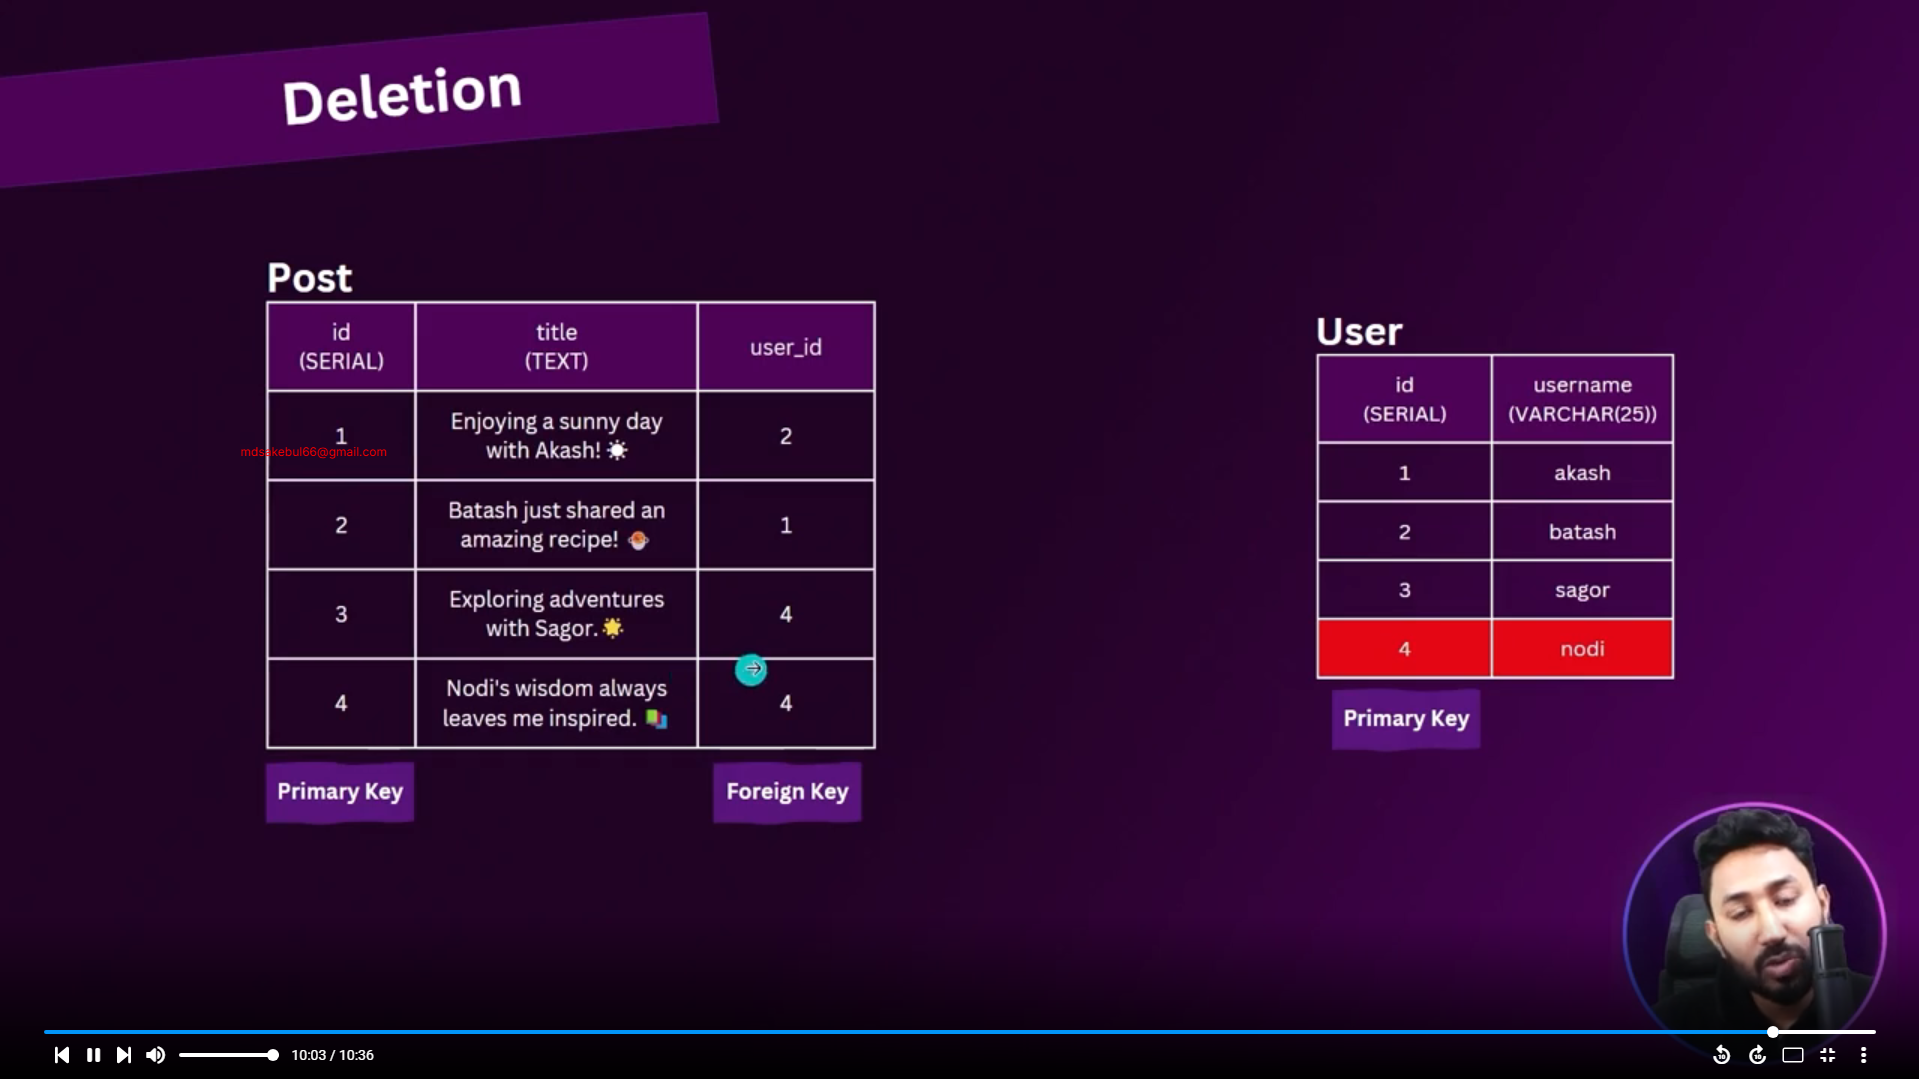 Deletion
Post
id
(SERIAL)
title
(TEXT)
user_id
1
Enjoying a sunny day
with Akash! ☀
2
mdsakebul66@gmail.com
2
Batash just shared an
amazing recipe!
1
3
Exploring adventures
with Sagor. 🌟
4
4
Nodi's wisdom always
leaves me inspired.
4
Primary Key
Foreign Key
User
id
(SERIAL)
username
(VARCHAR(25))
1
akash
2
batash
3
sagor
4
nodi
Primary Key
10:03 / 10:36